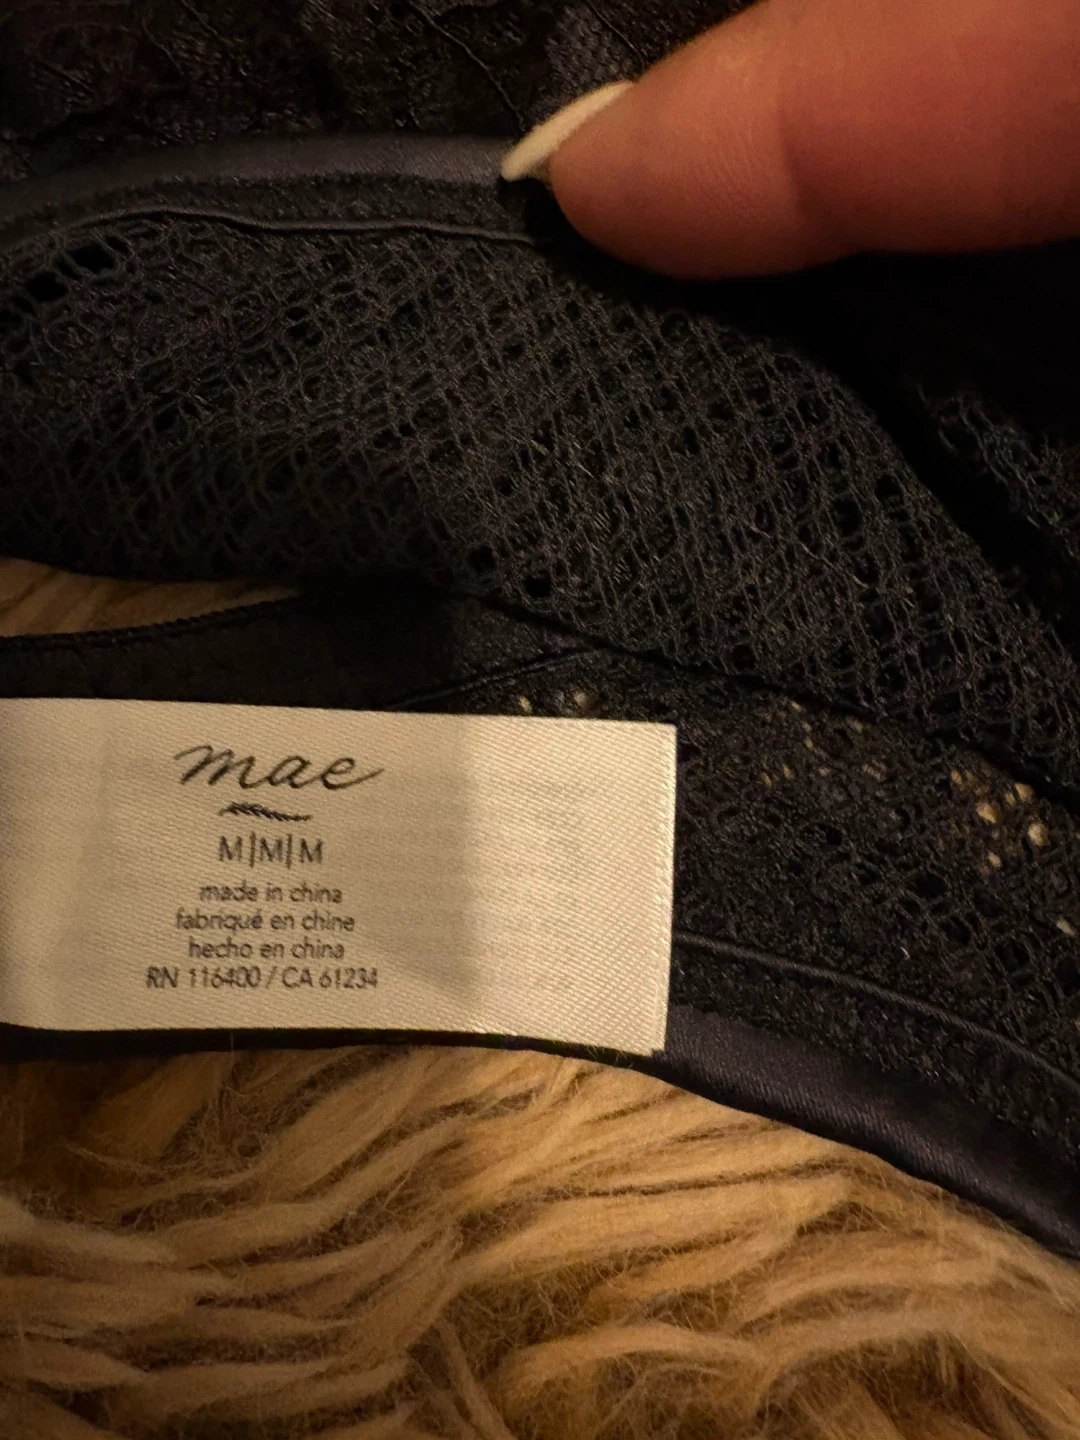 mae
M|M|M
made in china
fabriqué en chine
hecho en china
RN 116400 / CA 61234